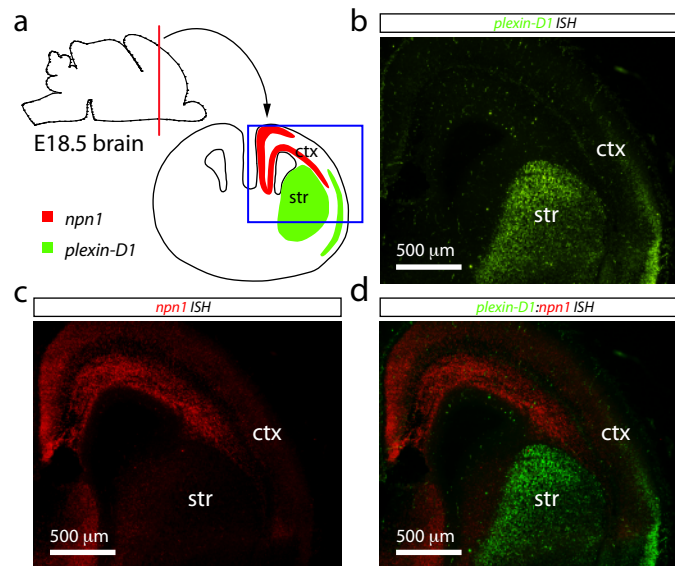 a
E18.5 brain
ctx
str
npn1
plexin-D1
b
plexin-D1 ISH
ctx
str
500 μm
c
npn1 ISH
ctx
str
500 μm
d
plexin-D1:npn1 ISH
ctx
str
500 μm